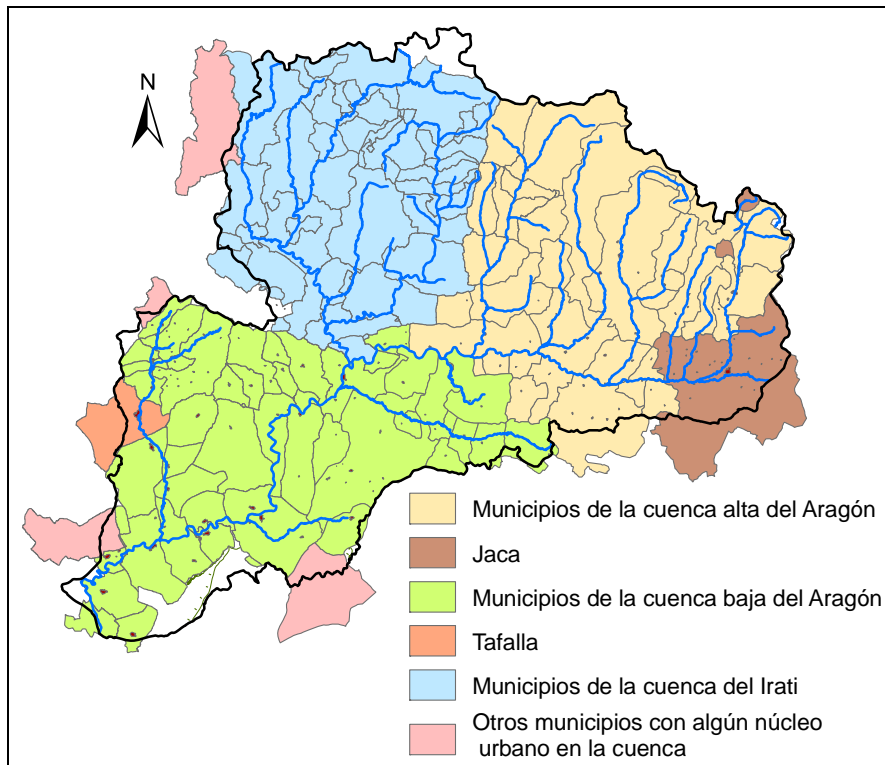 N
Municipios de la cuenca alta del Aragón
Jaca
Municipios de la cuenca baja del Aragón
Tafalla
Municipios de la cuenca del Irati
Otros municipios con algún núcleo
urbano en la cuenca